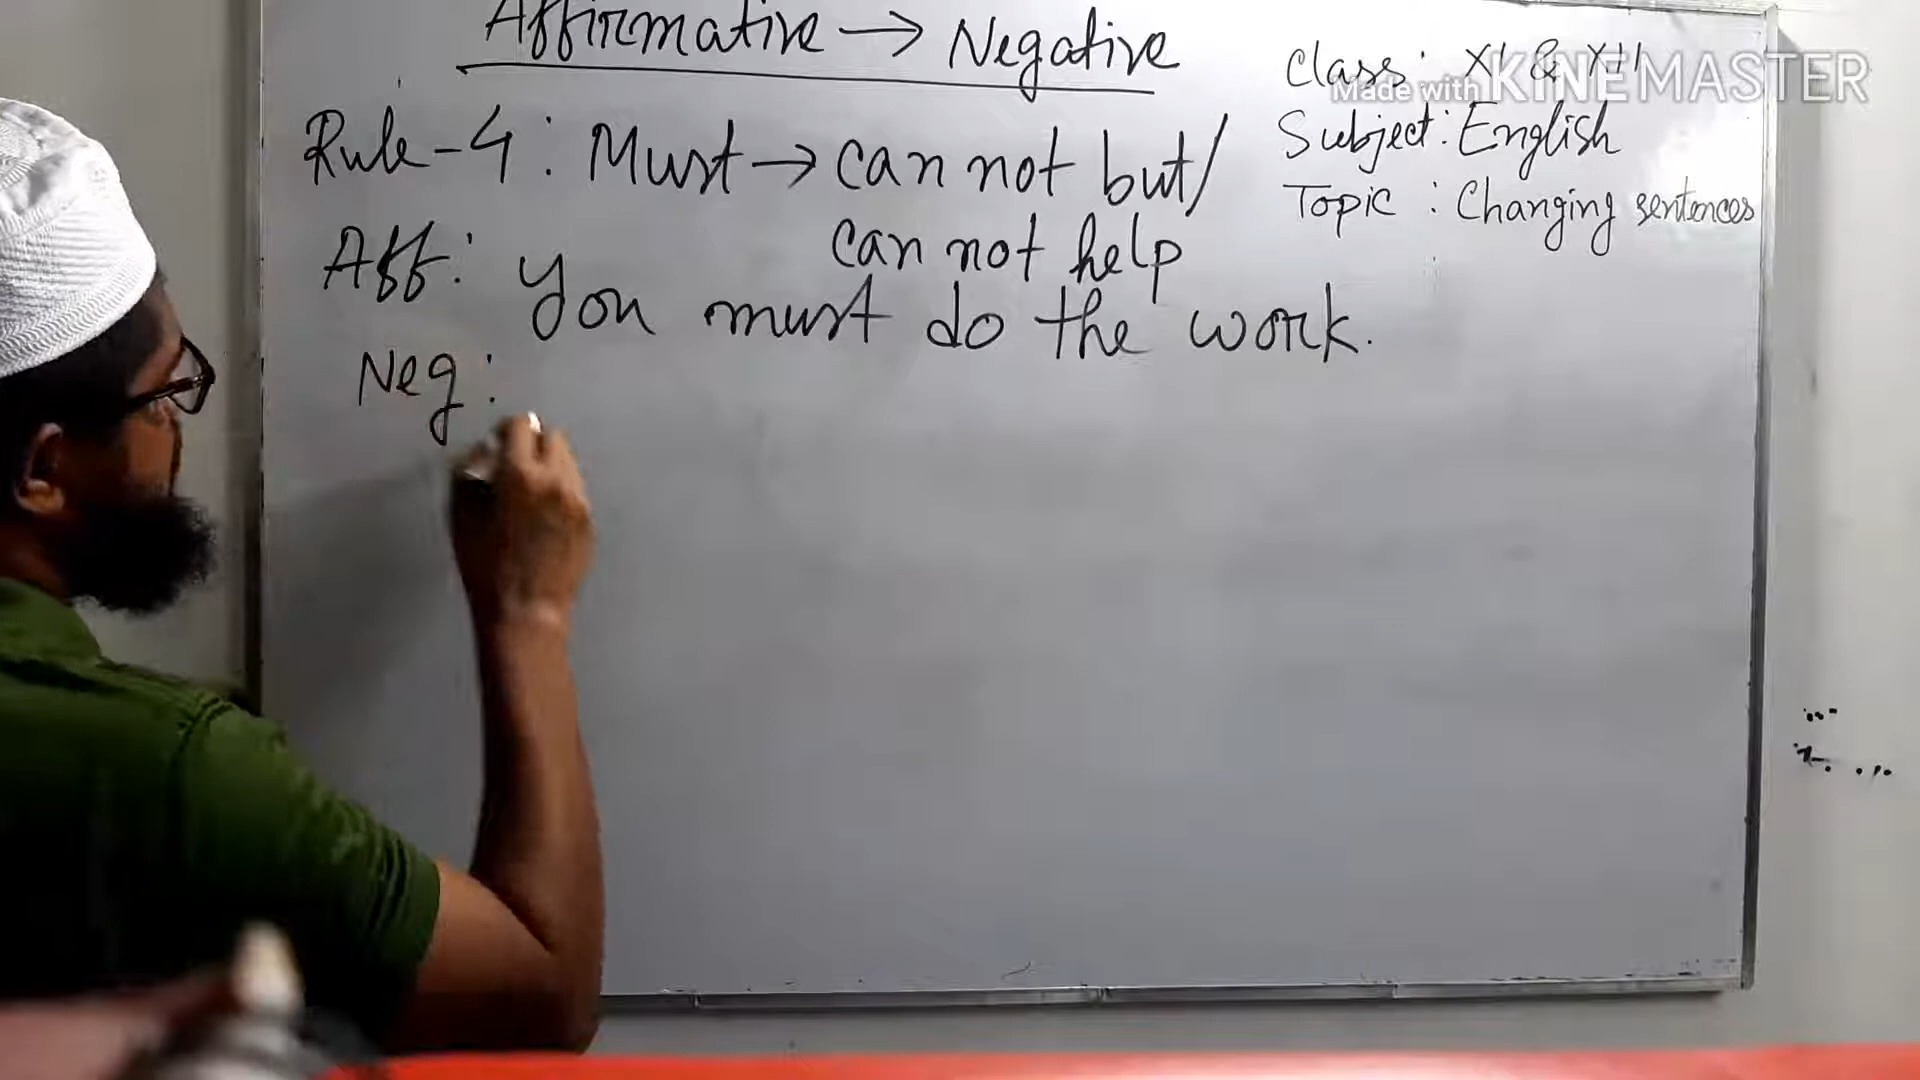 Affirmative → Negative
Rule-4: Must → can not but/
can not help
Aff: You must do the work.
Neg:
Class: XI & XII
Subject: English
Topic: Changing sentences
Made with KINEMASTER